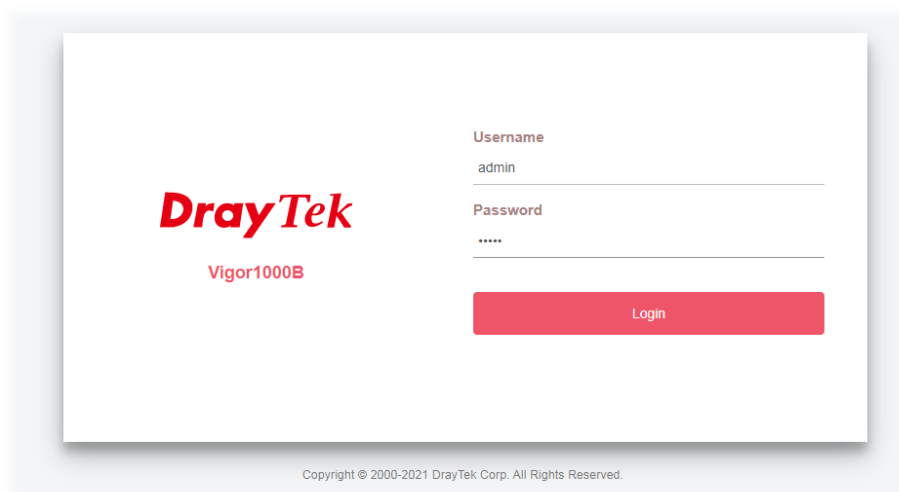 DrayTek
Vigor1000B
Username
admin
Password
•••••
Login
Copyright © 2000-2021 DrayTek Corp. All Rights Reserved.